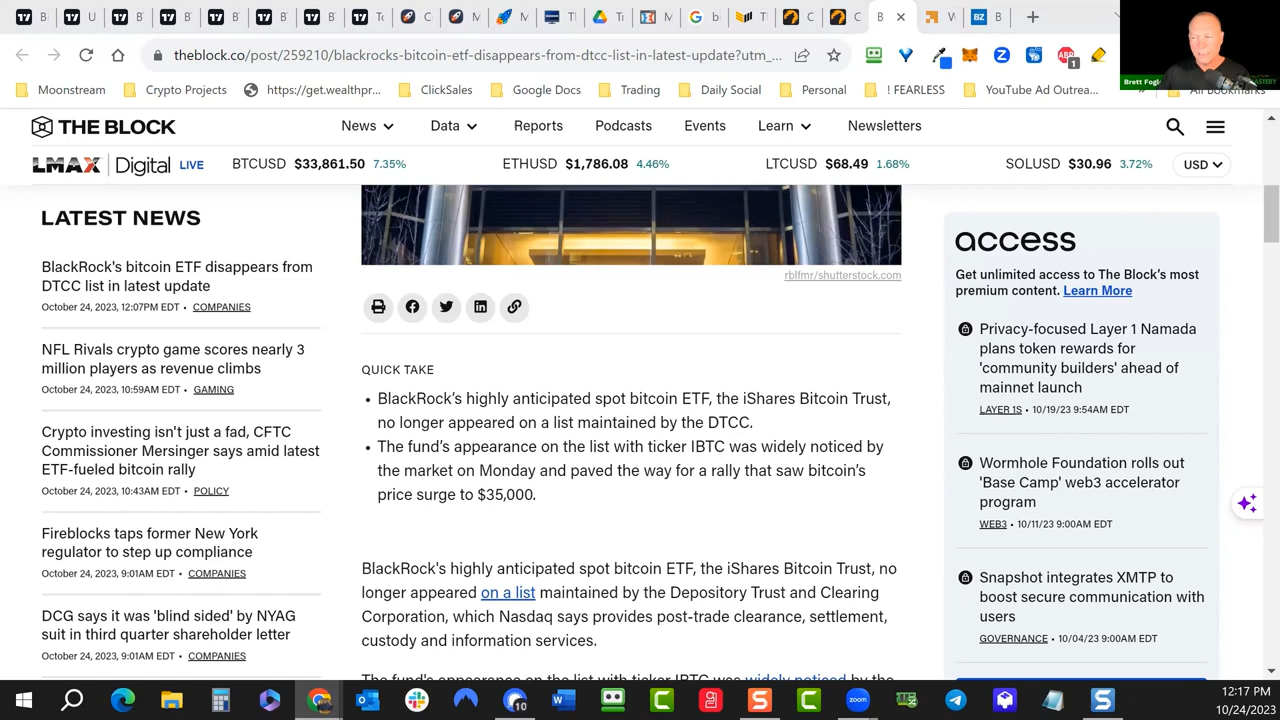 B
B
B
B
B
B
T
C
M
M
T
Tr
M
b
T
C
C
B
W
B
theblock.co/post/259210/blackrocks-bitcoin-etf-disappears-from-dtcc-list-in-latest-update?utm_...
Moonstream
Crypto Projects
https://get.wealthpr...
ClickSales
Google Docs
Trading
Daily Social
Personal
! FEARLESS
YouTube Ad Outrea...
All Bookmarks
THE BLOCK
News
Data
Reports
Podcasts
Events
Learn
Newsletters
LMAX Digital LIVE
BTCUSD $33,861.50 7.35%
ETHUSD $1,786.08 4.46%
LTCUSD $68.49 1.68%
SOLUSD $30.96 3.72%
USD
LATEST NEWS
BlackRock's bitcoin ETF disappears from
DTCC list in latest update
October 24, 2023, 12:07PM EDT • COMPANIES
NFL Rivals crypto game scores nearly 3
million players as revenue climbs
October 24, 2023, 10:59AM EDT • GAMING
Crypto investing isn't just a fad, CFTC
Commissioner Mersinger says amid latest
ETF-fueled bitcoin rally
October 24, 2023, 10:43AM EDT • POLICY
Fireblocks taps former New York
regulator to step up compliance
October 24, 2023, 9:01AM EDT • COMPANIES
DCG says it was 'blind sided' by NYAG
suit in third quarter shareholder letter
October 24, 2023, 9:01AM EDT • COMPANIES
rblfmr/shutterstock.com
QUICK TAKE
• BlackRock's highly anticipated spot bitcoin ETF, the iShares Bitcoin Trust,
no longer appeared on a list maintained by the DTCC.
• The fund's appearance on the list with ticker IBTC was widely noticed by
the market on Monday and paved the way for a rally that saw bitcoin's
price surge to $35,000.
BlackRock's highly anticipated spot bitcoin ETF, the iShares Bitcoin Trust, no
longer appeared on a list maintained by the Depository Trust and Clearing
Corporation, which Nasdaq says provides post-trade clearance, settlement,
custody and information services.
The fund's appearance on the list with ticker IBTC was widely noticed by the
access
Get unlimited access to The Block's most
premium content. Learn More
Privacy-focused Layer 1 Namada
plans token rewards for
'community builders' ahead of
mainnet launch
LAYER 1S • 10/19/23 9:54AM EDT
Wormhole Foundation rolls out
'Base Camp' web3 accelerator
program
WEB3 • 10/11/23 9:00AM EDT
Snapshot integrates XMTP to
boost secure communication with
users
GOVERNANCE • 10/04/23 9:00AM EDT
Brett Fogle
12:17 PM
10/24/2023